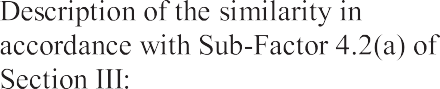 Description of the similarity in
accordance with Sub-Factor 4.2(a) of
Section III: